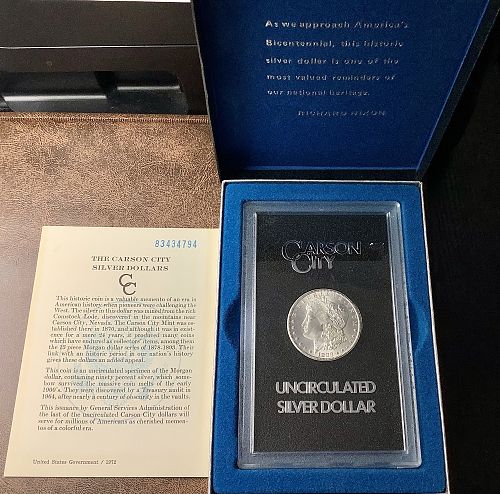 As we approach America's
Bicentennial, this historic
silver dollar is one of the
most valued reminders of
our national heritage.
RICHARD NIXON
83434794
THE CARSON CITY
SILVER DOLLARS
CC
This historic coin is a valuable memento of an era in
American history, when pioneers were challenging the
West. The silver in this dollar was mined from the rich
Comstock Lode, discovered in the mountains near
Carson City, Nevada. The Carson City Mint was es-
tablished there in 1870, and although it was in exist-
ence for a mere 24 years, it produced many coins
which have endured as collectors' items, among them
the 13 piece Morgan dollar series of 1878-1893. Their
link with an historic period in our nation's history
gives these dollars an added appeal.
This coin is an uncirculated specimen of the Morgan
dollar, containing ninety percent silver, which some-
how survived the massive coin melts of the early
1900's. They were discovered by a Treasury audit in
1964, after nearly a century of obscurity in the vaults.
This issuance by General Services Administration of
the last of the uncirculated Carson City dollars will
serve for millions of Americans as cherished memen-
tos of a colorful era.
United States Government / 1972
CARSON
CITY
UNCIRCULATED
SILVER DOLLAR